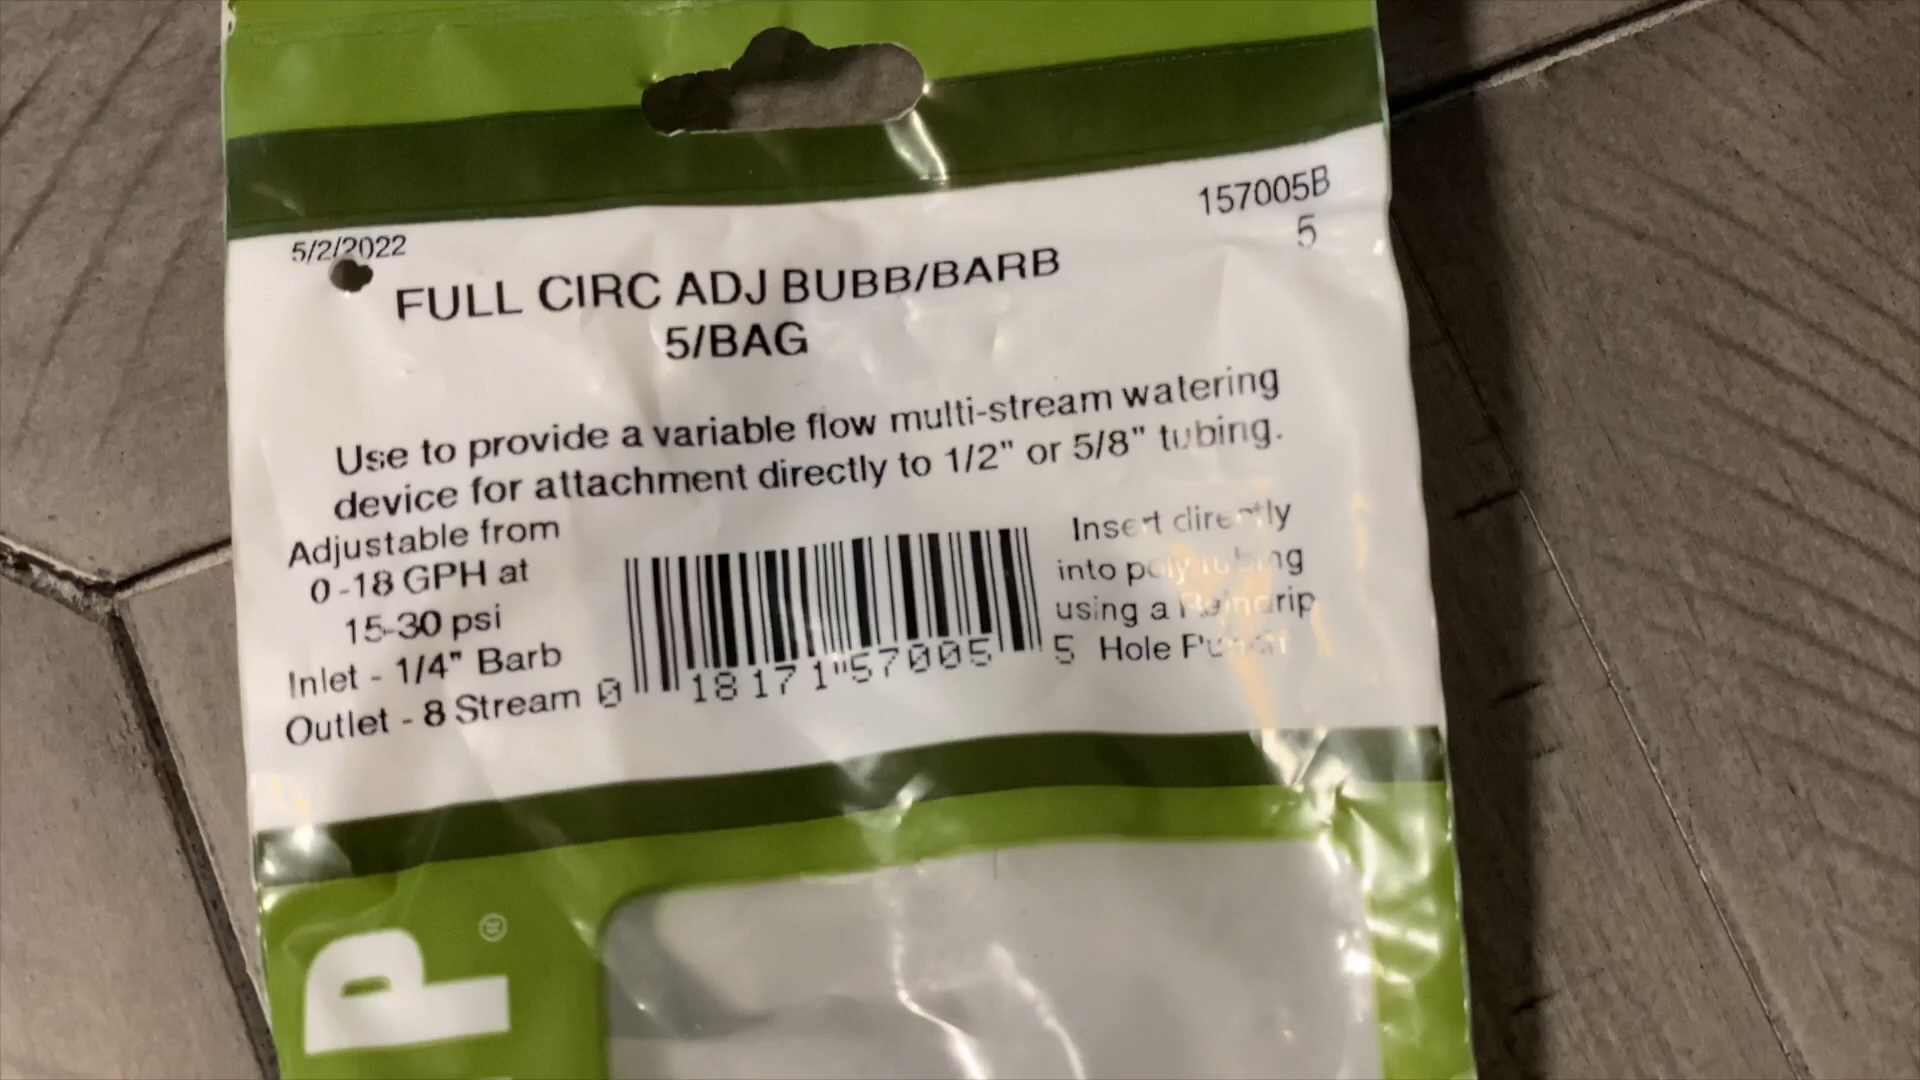 157005B
5/2/2022
5
FULL CIRC ADJ BUBB/BARB
5/BAG
Use to provide a variable flow multi-stream watering
device for attachment directly to 1/2" or 5/8" tubing.
Adjustable from
0-18 GPH at
15-30 psi
Inlet - 1/4" Barb
Outlet - 8 Stream
0 18171 57005 5
Insert directly
into poly tubing
using a Raindrip
Hole Punch
P®